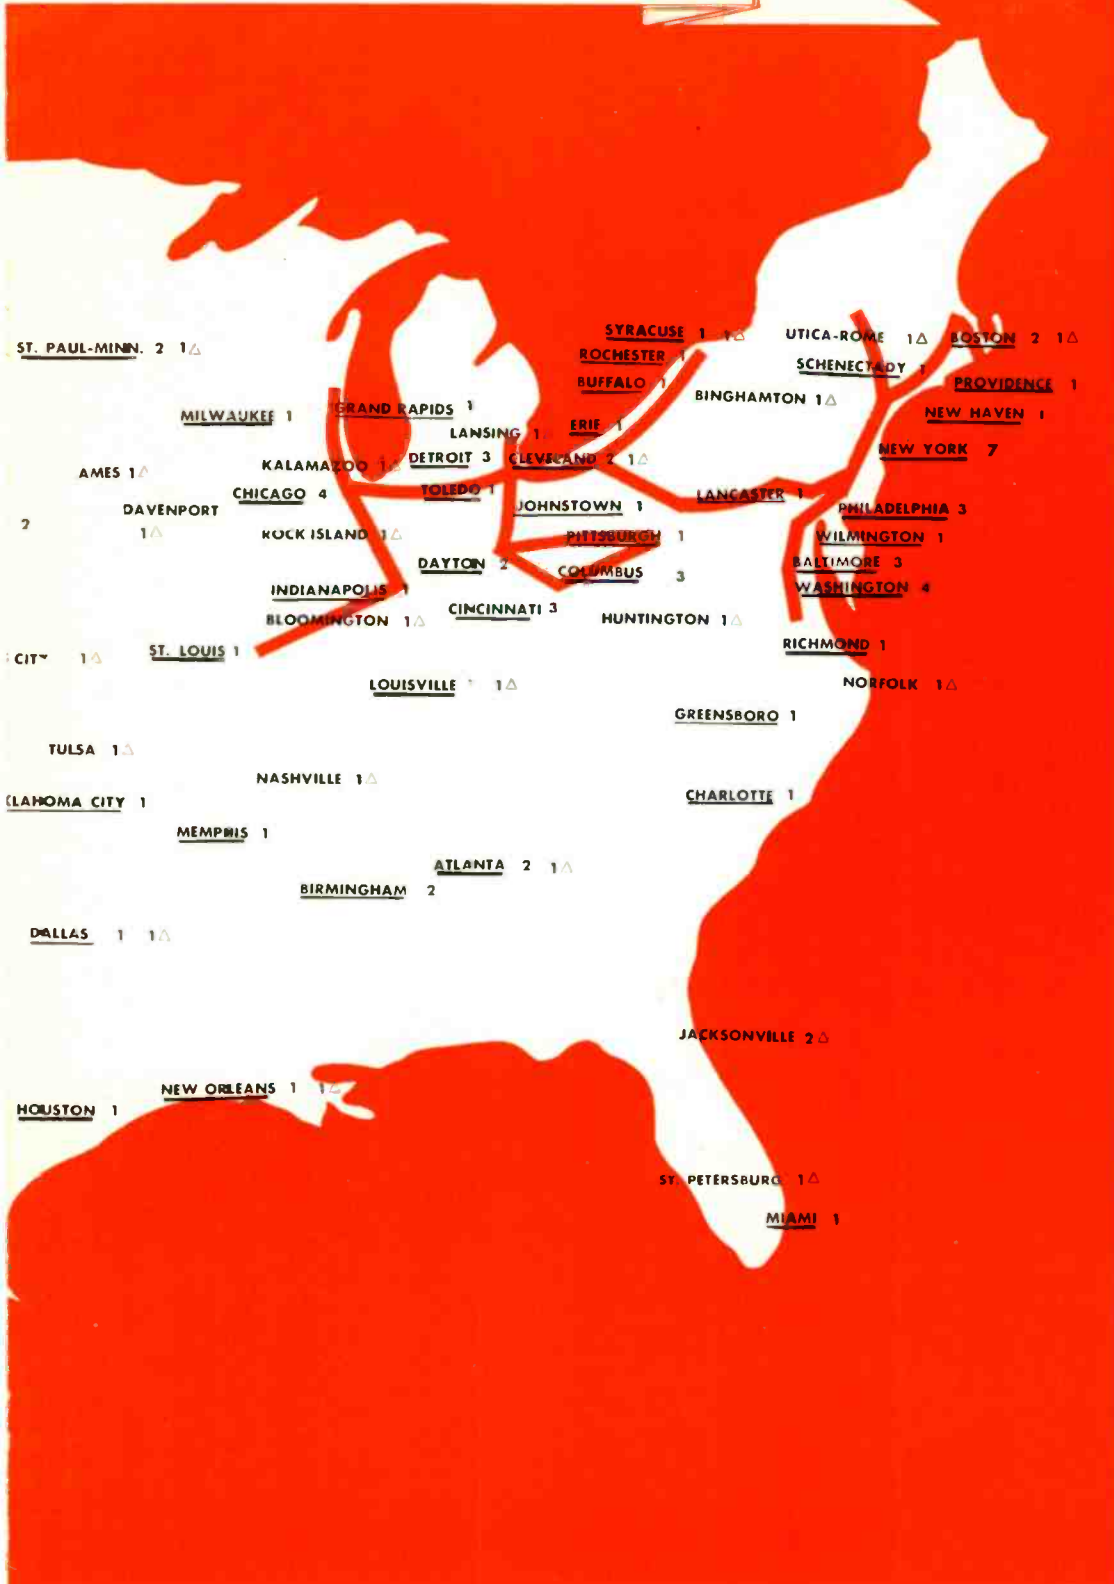 SYRACUSE 1 1△
UTICA-ROME 1△
BOSTON 2 1△
ST. PAUL-MINN. 2 1△
ROCHESTER 1
SCHENECTADY 1
BUFFALO 1
PROVIDENCE 1
BINGHAMTON 1△
MILWAUKEE 1
GRAND RAPIDS 1
NEW HAVEN 1
ERIE 1
LANSING 1△
NEW YORK 7
DETROIT 3
CLEVELAND 2 1△
KALAMAZOO 1△
AMES 1△
CHICAGO 4
TOLEDO 1
LANCASTER 1
JOHNSTOWN 1
DAVENPORT
1△
PHILADELPHIA 3
2
ROCK ISLAND 1△
PITTSBURGH 1
WILMINGTON 1
DAYTON 2
BALTIMORE 3
COLUMBUS 3
WASHINGTON 4
INDIANAPOLIS 1
CINCINNATI 3
BLOOMINGTON 1△
HUNTINGTON 1△
RICHMOND 1
ST. LOUIS 1
CITY 1△
LOUISVILLE 1 1△
NORFOLK 1△
GREENSBORO 1
TULSA 1△
NASHVILLE 1△
CHARLOTTE 1
KLAHOMA CITY 1
MEMPHIS 1
ATLANTA 2 1△
BIRMINGHAM 2
DALLAS 1 1△
JACKSONVILLE 2△
NEW ORLEANS 1 1△
HOUSTON 1
ST. PETERSBURG 1△
MIAMI 1